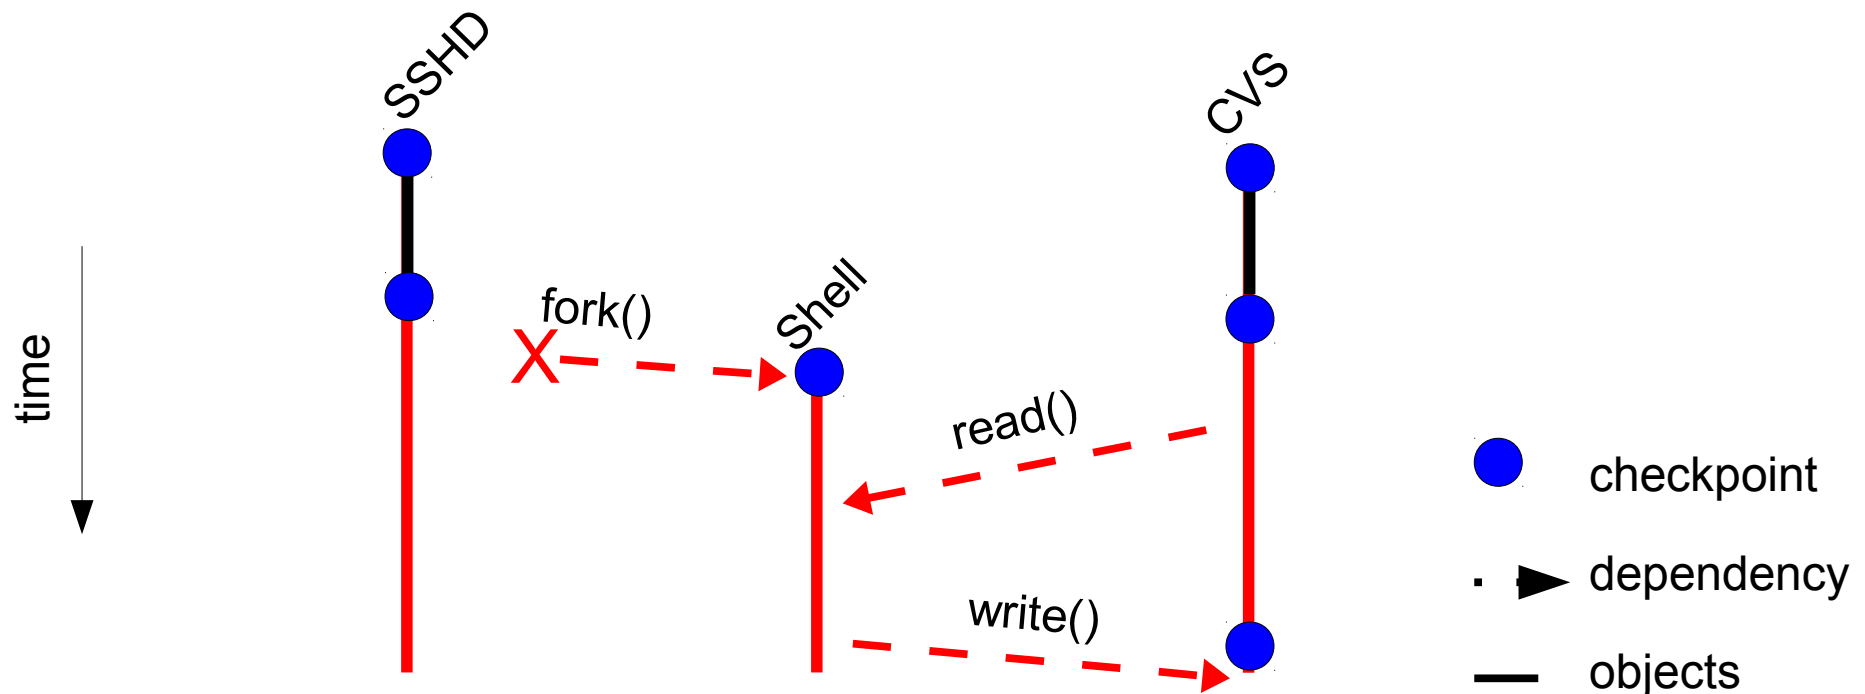 SSHD
CVS
Shell
fork()
X
time
read()
write()
checkpoint
dependency
objects